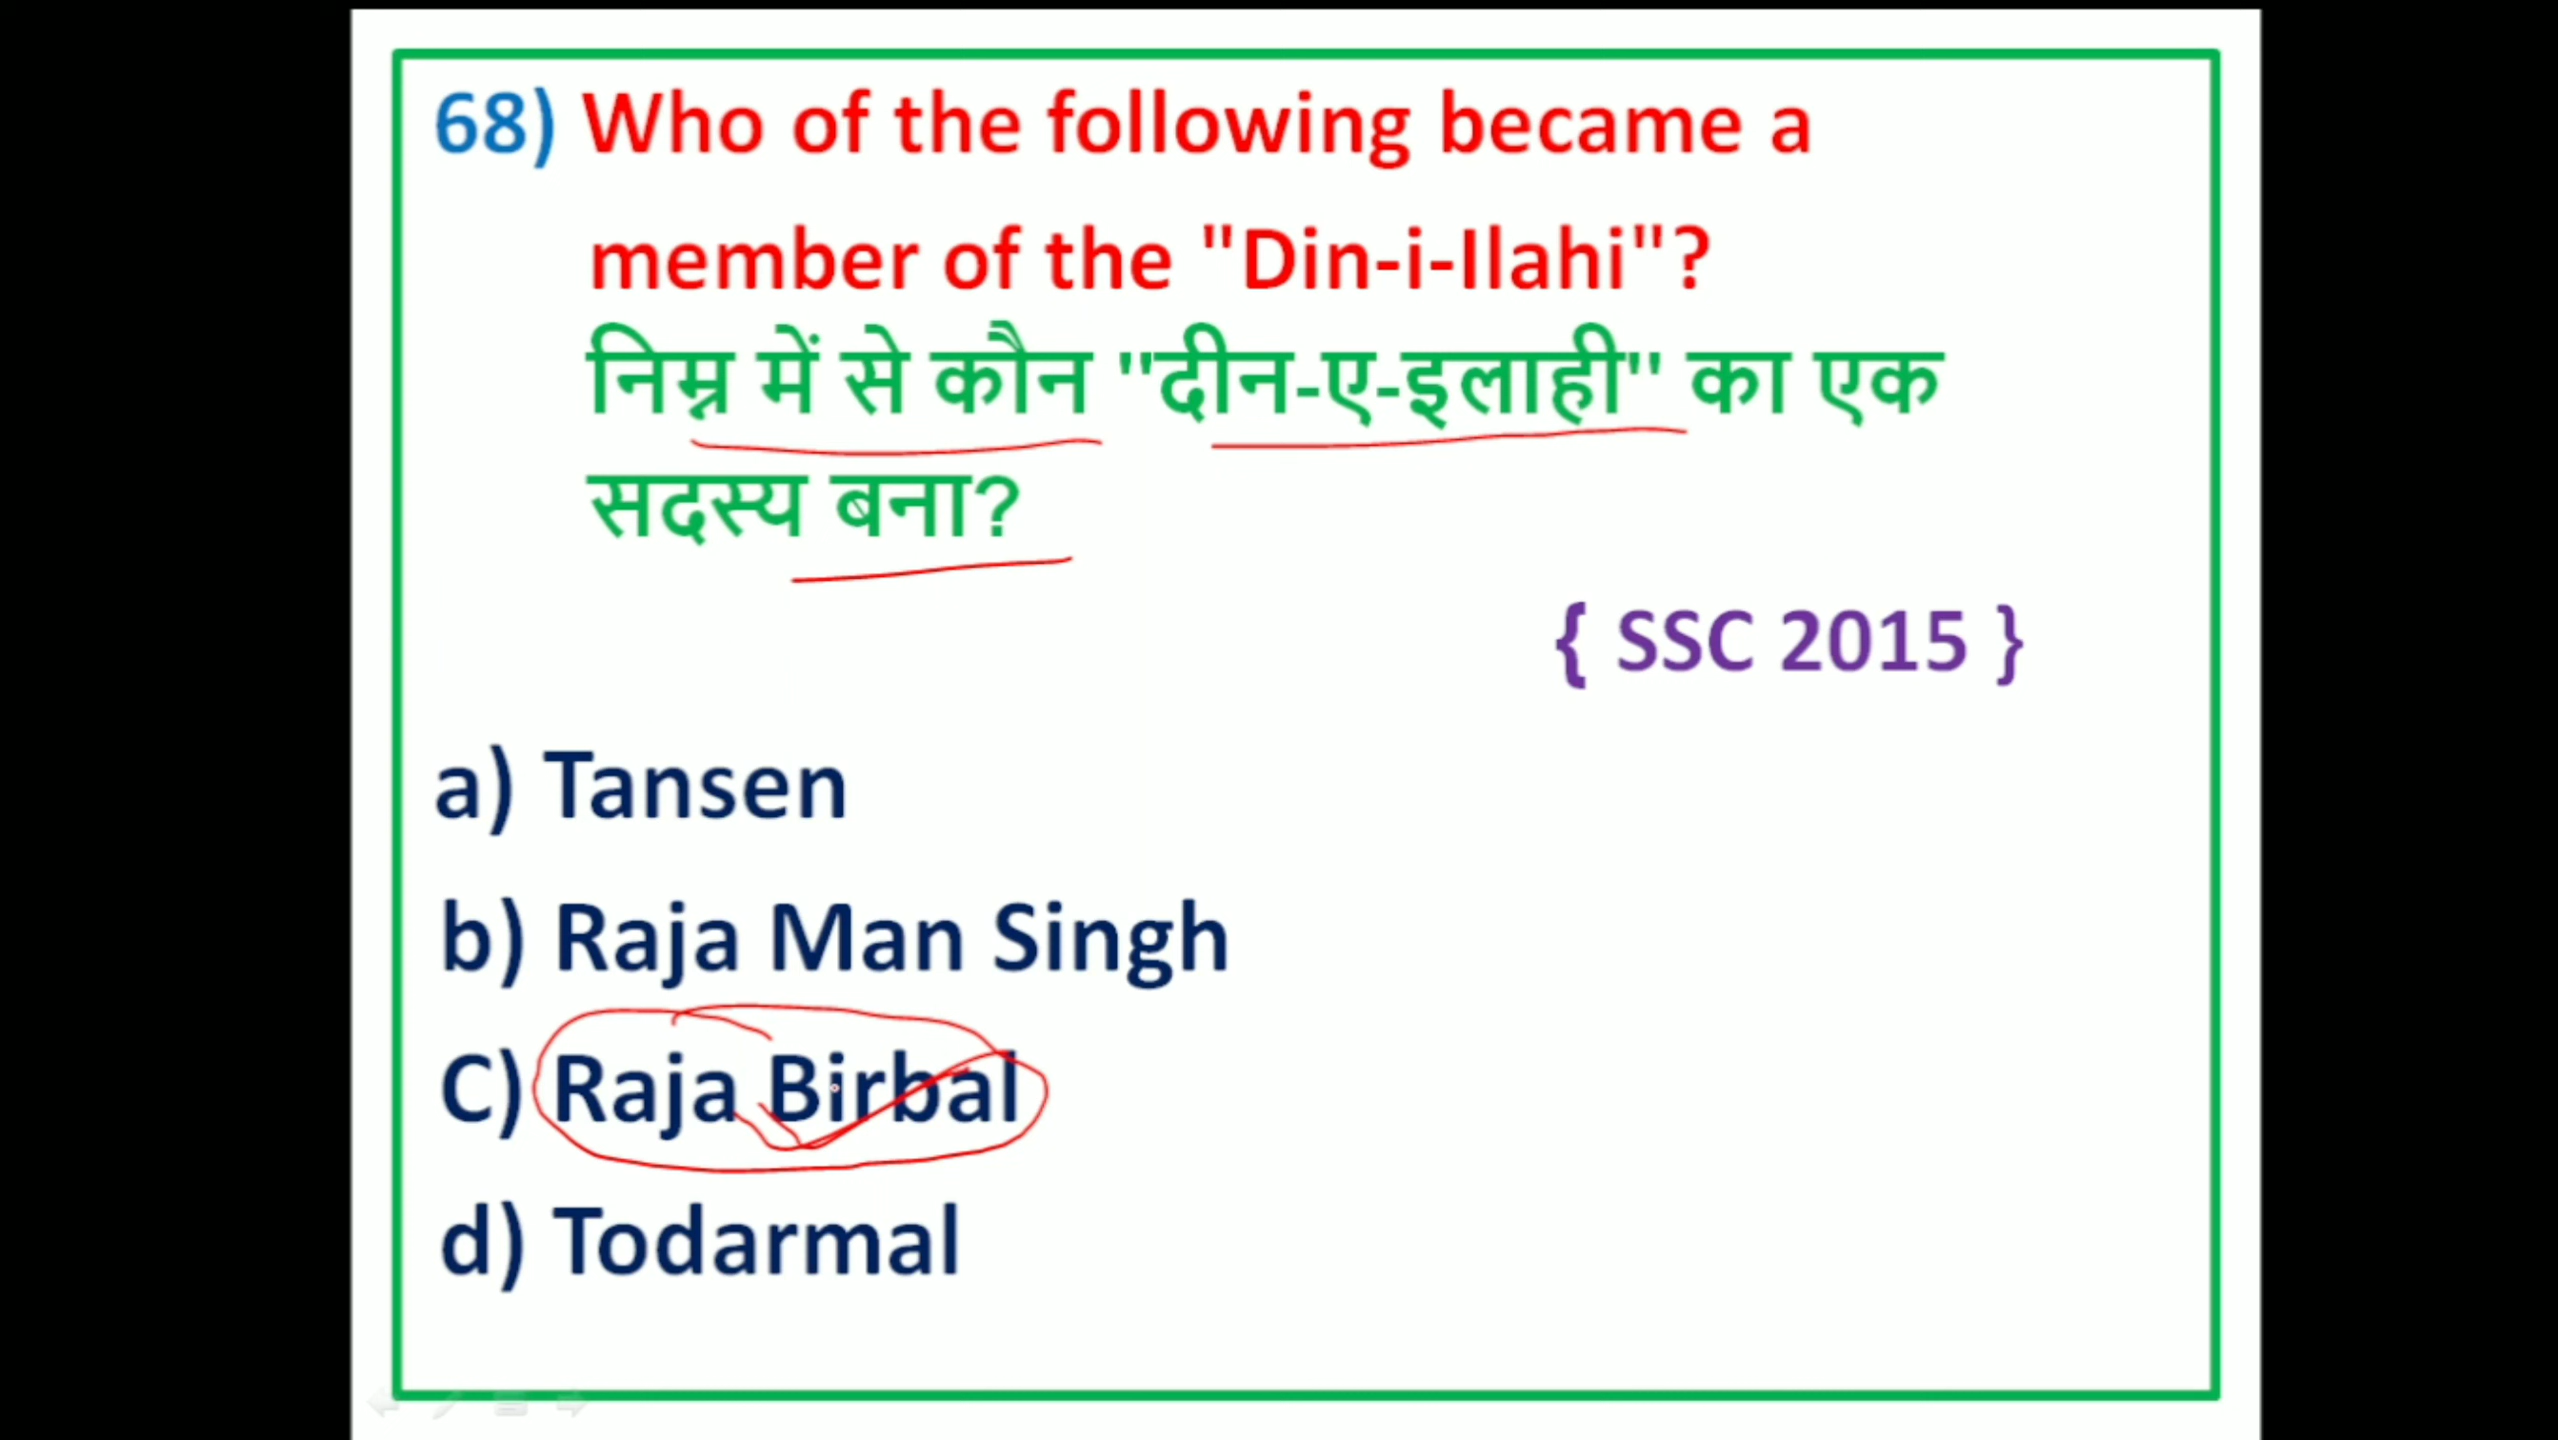 68) Who of the following became a
member of the "Din-i-Ilahi"?
निम्न में से कौन "दीन-ए-इलाही" का एक
सदस्य बना?
{ SSC 2015 }
a) Tansen
b) Raja Man Singh
C) Raja Birbal
d) Todarmal